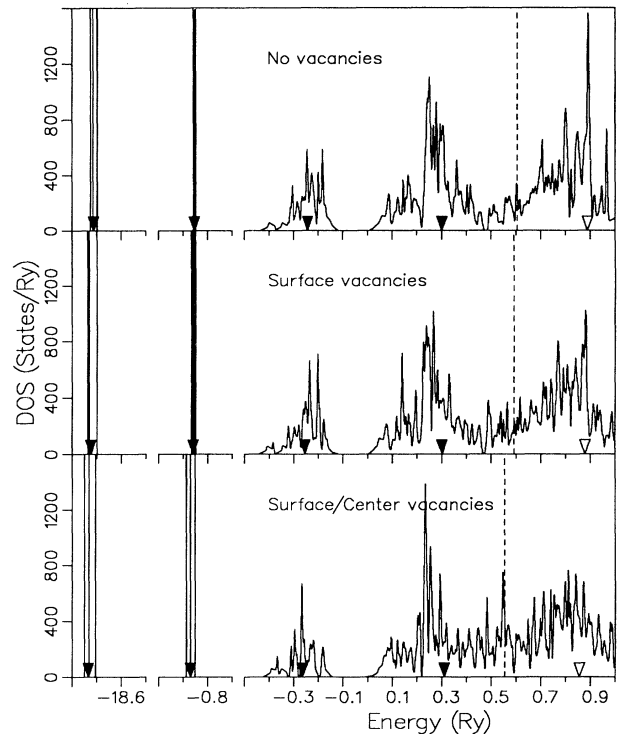 1200
No vacancies
800
400
0
1200
Surface vacancies
800
400
0
1200
Surface/Center vacancies
800
400
0
DOS (States/Ry)
−18.6 −0.8 −0.3 −0.1 0.1 0.3 0.5 0.7 0.9
Energy (Ry)